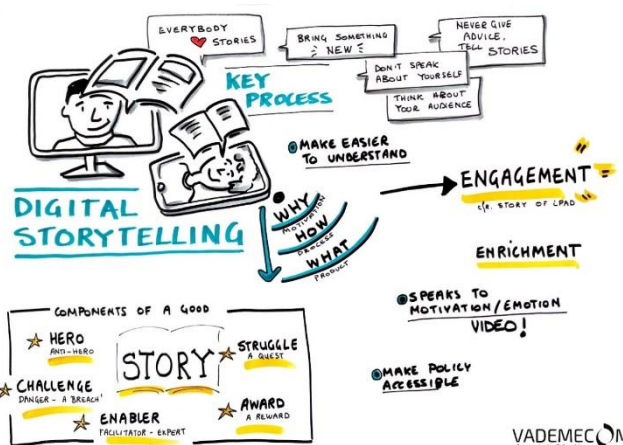 EVERYBODY
STORIES
BRING SOMETHING
NEW
NEVER GIVE
ADVICE,
TELL STORIES
DON'T SPEAK
ABOUT YOURSELF
THINK ABOUT
YOUR AUDIENCE
KEY
PROCESS
MAKE EASIER
TO UNDERSTAND
DIGITAL
STORYTELLING
WHY
MOTIVATION
HOW
PROCESS
WHAT
PRODUCT
ENGAGEMENT
STORY OF LPAD
ENRICHMENT
SPEAKS TO
MOTIVATION/EMOTION
VIDEO!
MAKE POLICY
ACCESSIBLE
COMPONENTS OF A GOOD
STORY
HERO
ANTI-HERO
CHALLENGE
DANGER - A BREACH
ENABLER
FACILITATOR - EXPERT
STRUGGLE
A QUEST
AWARD
A REWARD
VADEMECOM